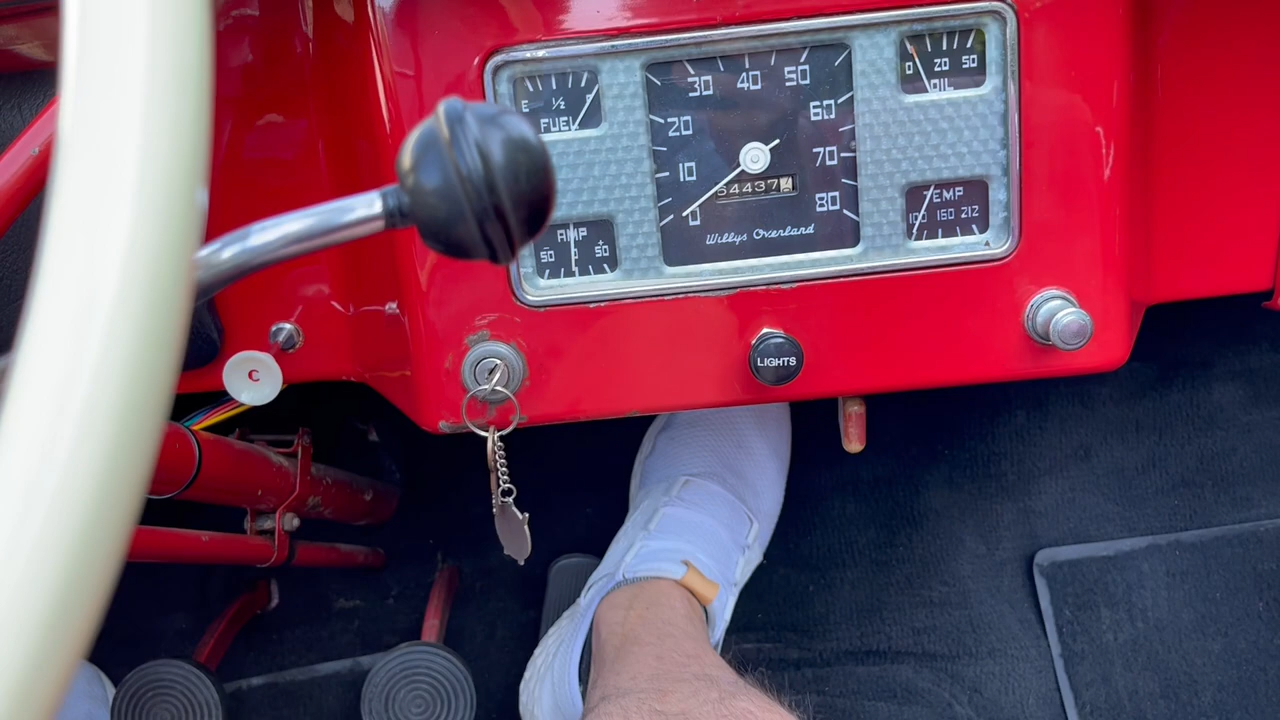 E ½ F
FUEL
0 10 20 30 40 50 60 70 80
64437
Willys Overland
0 20 50
OIL
AMP
- +
50 0 50
TEMP
100 160 212
C
LIGHTS